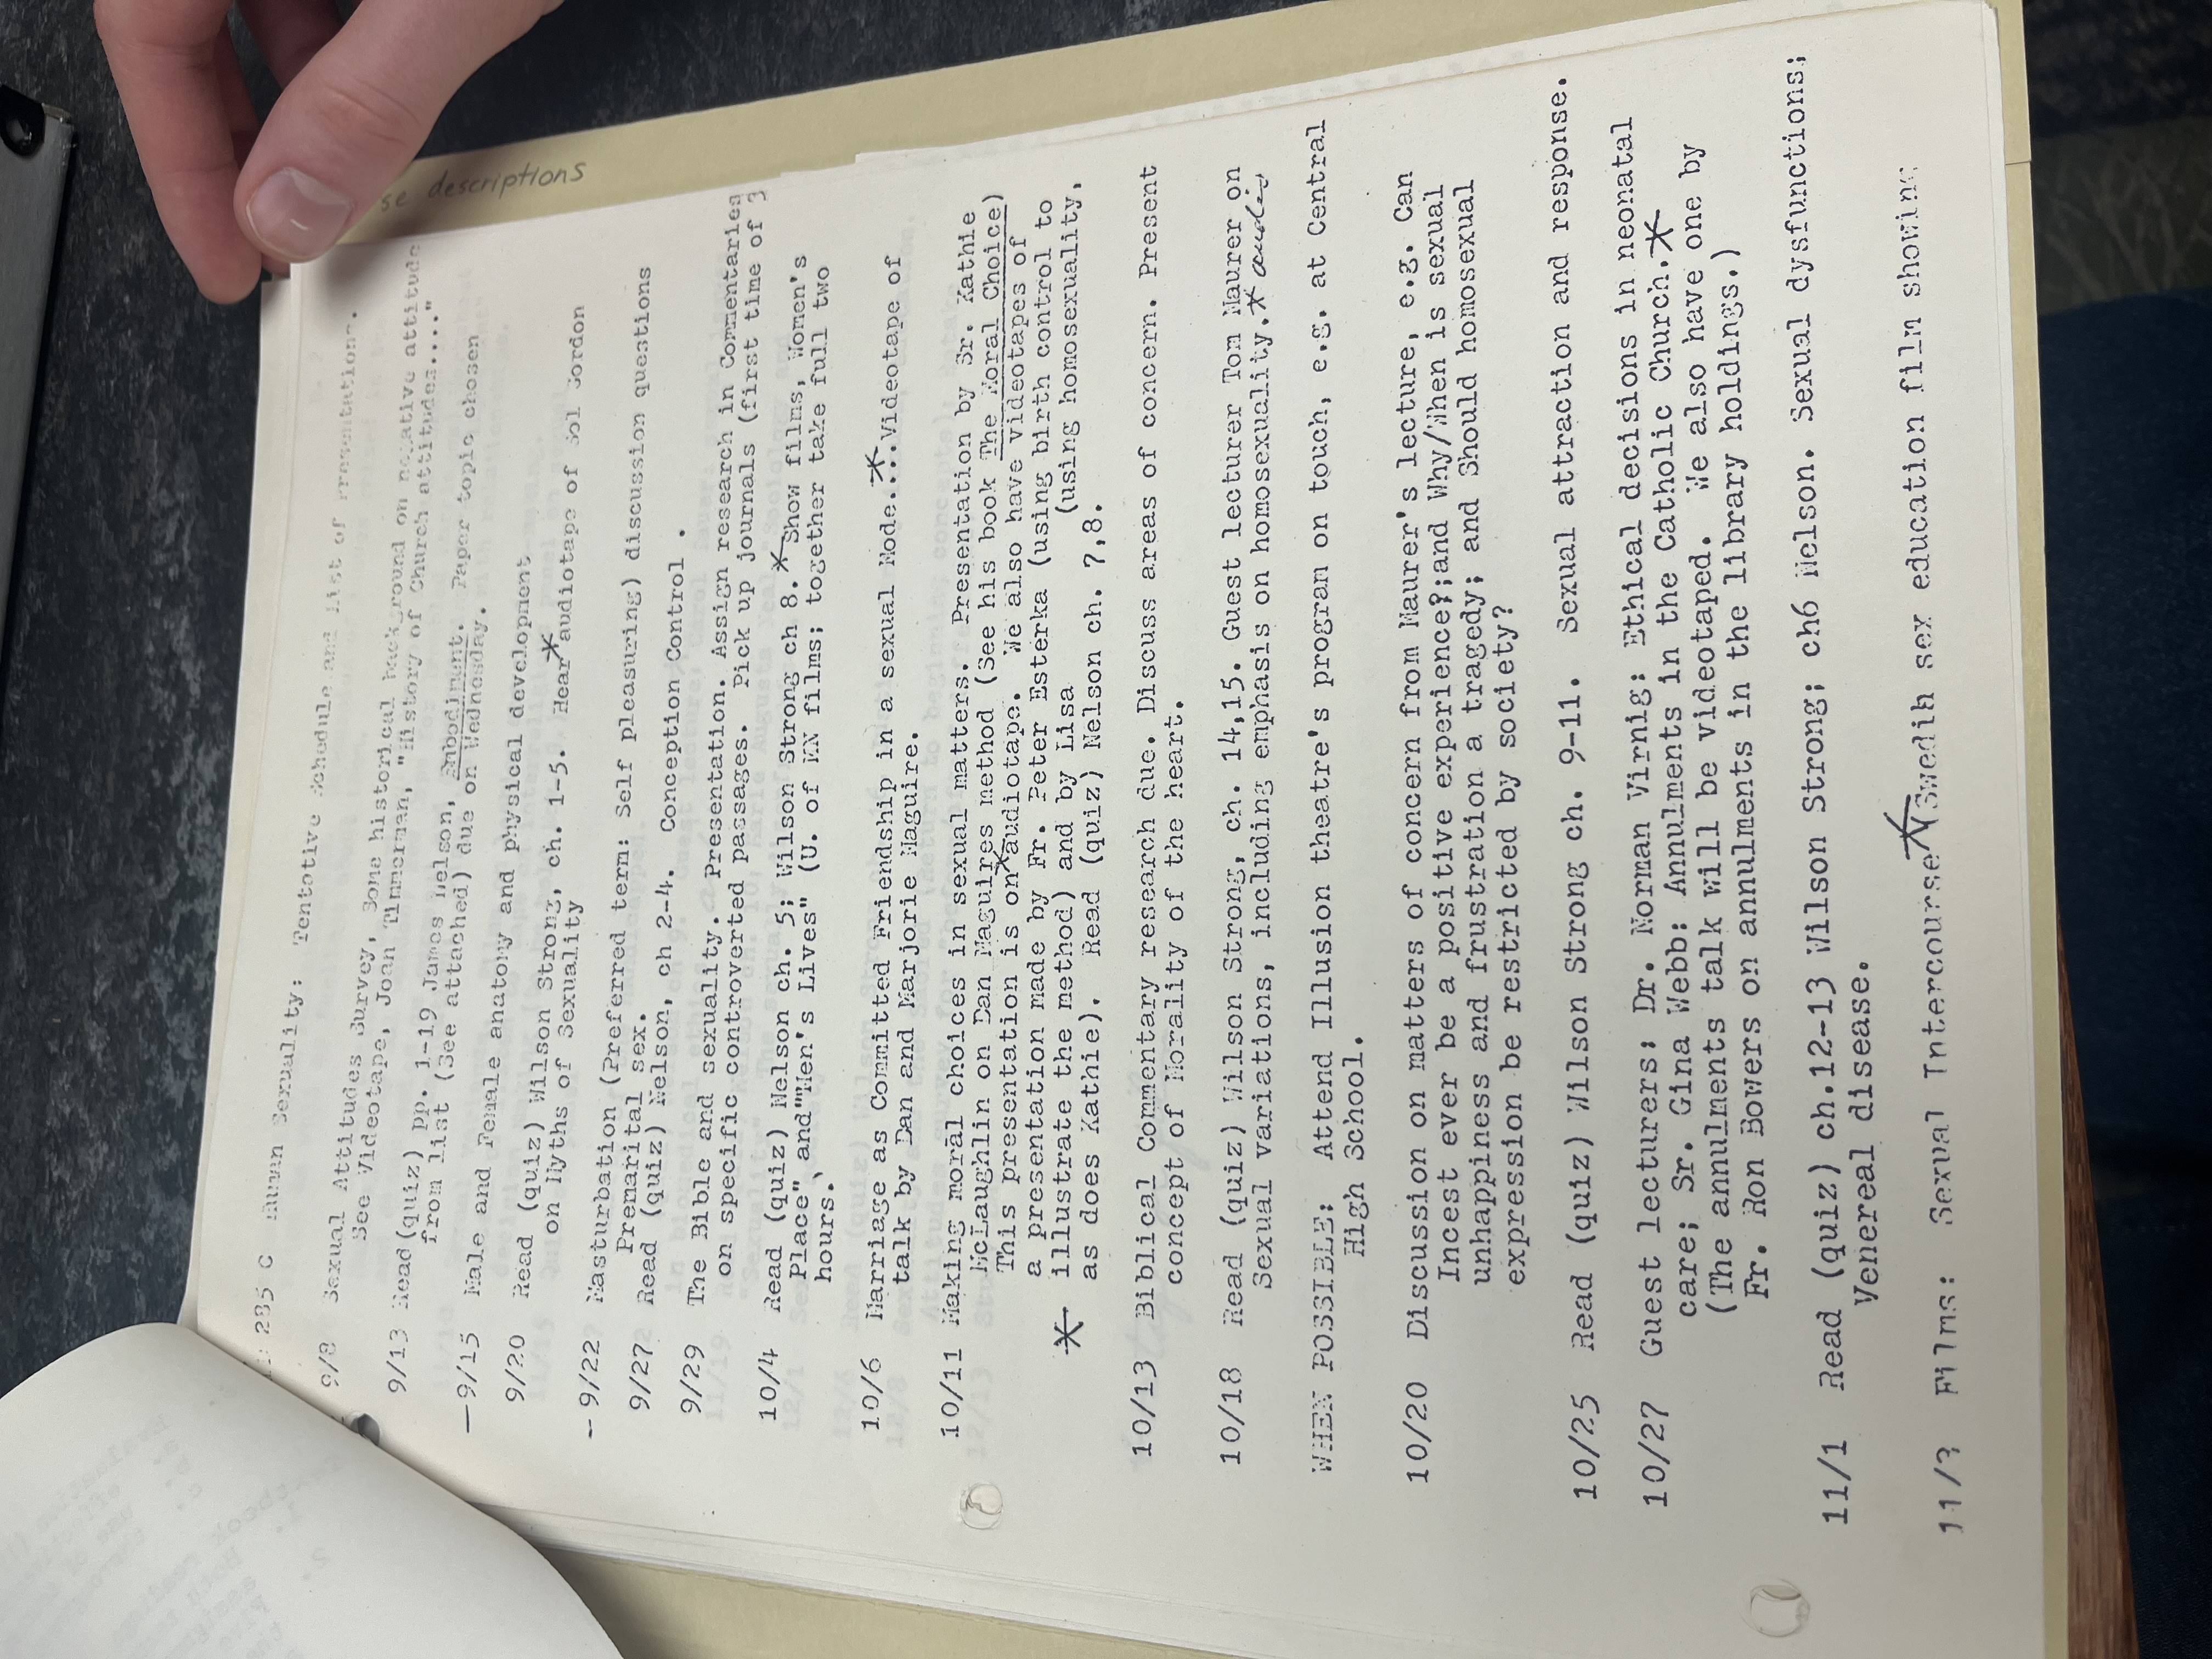 285 C Human Sexuality: Tentative Schedule and List of Presentations.
9/8 Sexual Attitudes Survey, Some historical background on negative attitude
See Videotape, Joan Timmerman, "History of Church attitudes...."
9/13 Read(quiz) pp. 1-19 James Nelson, Embodiment. Paper topic chosen
from list (See attached) due on Wednesday.
—9/15 Male and Female anatomy and physical development
9/20 Read (quiz) Wilson Strong, ch. 1-5. Hear * audiotape of Sol Gordon
on Myths of Sexuality
-9/22 Masturbation (Preferred term: Self pleasuring) discussion questions
Premarital sex.
9/27 Read (quiz) Nelson, ch 2-4. Conception Control .
9/29 The Bible and sexuality. Presentation. Assign research in Commentaries
on specific controverted passages. Pick up journals (first time of 3
10/4 Read (quiz) Nelson ch. 5; Wilson Strong ch 8.*Show films, Women's
Place" and "Men's Lives" (U. of MN films; together take full two
hours.
10/6 Marriage as Committed Friendship in a sexual Mode...*.Videotape of
talk by Dan and Marjorie Maguire.
10/11 Making moral choices in sexual matters. Presentation by Sr. Kathie
McLaughlin on Dan Maguires method (See his book The Moral Choice)
This presentation is on * audiotape. We also have videotapes of
a presentation made by Fr. Peter Esterka (using birth control to
* illustrate the method) and by Lisa (using homosexuality,
as does Kathie). Read (quiz) Nelson ch. 7,8.
10/13 Biblical Commentary research due. Discuss areas of concern. Present
concept of Morality of the heart.
10/18 Read (quiz) Wilson Strong, ch. 14,15. Guest lecturer Tom Maurer on
Sexual variations, including emphasis on homosexuality.* audio
WHEN POSSIBLE: Attend Illusion theatre's program on touch, e.g. at Central
High School.
10/20 Discussion on matters of concern from Maurer's lecture, e.g. Can
Incest ever be a positive experience?;and Why/When is sexual
unhappiness and frustration a tragedy; and Should homosexual
expression be restricted by society?
10/25 Read (quiz) Wilson Strong ch. 9-11. Sexual attraction and response.
10/27 Guest lecturers: Dr. Norman Virnig: Ethical decisions in neonatal
care; Sr. Gina Webb: Annulments in the Catholic Church.*
(The annulments talk will be videotaped. We also have one by
Fr. Ron Bowers on annulments in the library holdings.)
11/1 Read (quiz) ch.12-13 Wilson Strong; ch6 Nelson. Sexual dysfunctions;
Venereal disease.
11/3 Films: Sexual Intercourse * Swedih sex education film showing
se descriptions